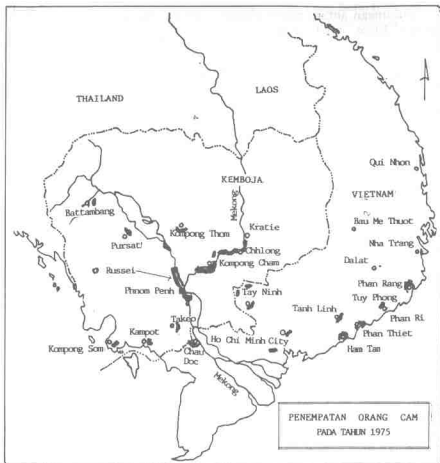 THAILAND
LAOS
KEMBOJA
VIETNAM
Mekong
Qui Nhon
Battambang
Kompong Thom
Kratie
Bau Me Thuot
Pursat
Chhlong
Nha Trang
Russei
Kompong Cham
Dalat
Phnom Penh
Tay Ninh
Phan Rang
Tuy Phong
Takeo
Tanh Linh
Phan Ri
Kampot
Ho Chi Minh City
Phan Thiet
Kompong Som
Chau Doc
Ham Tan
Mekong
PENEMPATAN ORANG CAM
PADA TAHUN 1975